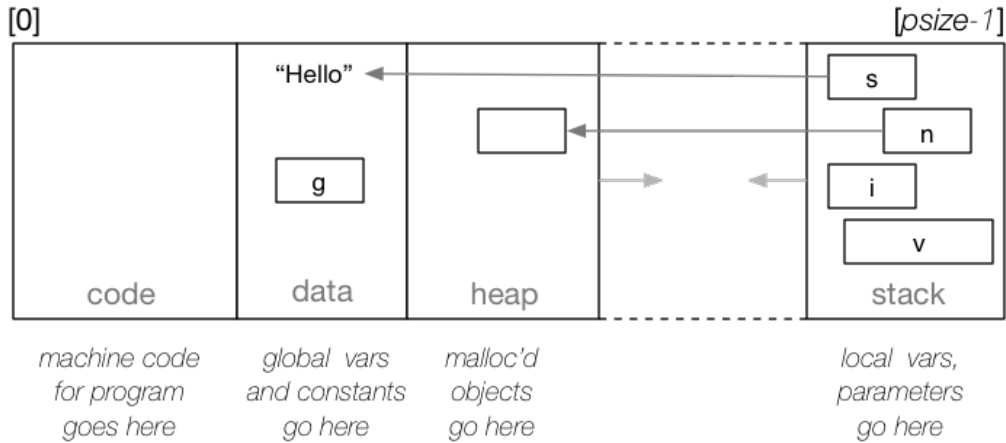 [0] [psize-1]
“Hello” s
n
g i
v
code data heap stack
machine code global vars malloc'd local vars,
for program and constants objects parameters
goes here go here go here go here